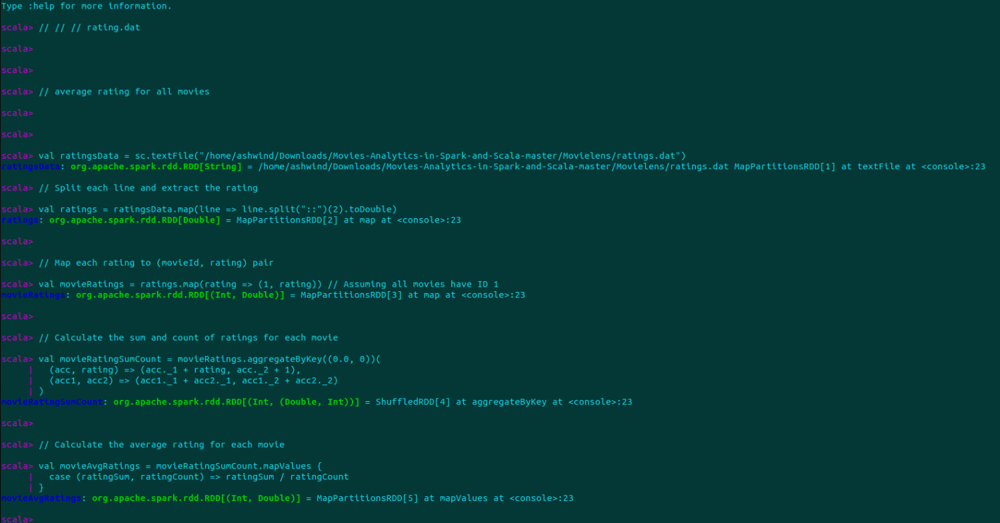 Type :help for more information.
scala> // // // rating.dat
scala>
scala>
scala> // average rating for all movies
scala>
scala>
scala> val ratingsData = sc.textFile("/home/ashwind/Downloads/Movies-Analytics-in-Spark-and-Scala-master/Movielens/ratings.dat")
ratingsData: org.apache.spark.rdd.RDD[String] = /home/ashwind/Downloads/Movies-Analytics-in-Spark-and-Scala-master/Movielens/ratings.dat MapPartitionsRDD[1] at textFile at <console>:23
scala> // Split each line and extract the rating
scala> val ratings = ratingsData.map(line => line.split("::")(2).toDouble)
ratings: org.apache.spark.rdd.RDD[Double] = MapPartitionsRDD[2] at map at <console>:23
scala>
scala> // Map each rating to (movieId, rating) pair
scala> val movieRatings = ratings.map(rating => (1, rating)) // Assuming all movies have ID 1
movieRatings: org.apache.spark.rdd.RDD[(Int, Double)] = MapPartitionsRDD[3] at map at <console>:23
scala>
scala> // Calculate the sum and count of ratings for each movie
scala> val movieRatingSumCount = movieRatings.aggregateByKey((0.0, 0))(
     |   (acc, rating) => (acc._1 + rating, acc._2 + 1),
     |   (acc1, acc2) => (acc1._1 + acc2._1, acc1._2 + acc2._2)
     | )
movieRatingSumCount: org.apache.spark.rdd.RDD[(Int, (Double, Int))] = ShuffledRDD[4] at aggregateByKey at <console>:23
scala>
scala> // Calculate the average rating for each movie
scala> val movieAvgRatings = movieRatingSumCount.mapValues {
     |   case (ratingSum, ratingCount) => ratingSum / ratingCount
     | }
movieAvgRatings: org.apache.spark.rdd.RDD[(Int, Double)] = MapPartitionsRDD[5] at mapValues at <console>:23
scala>